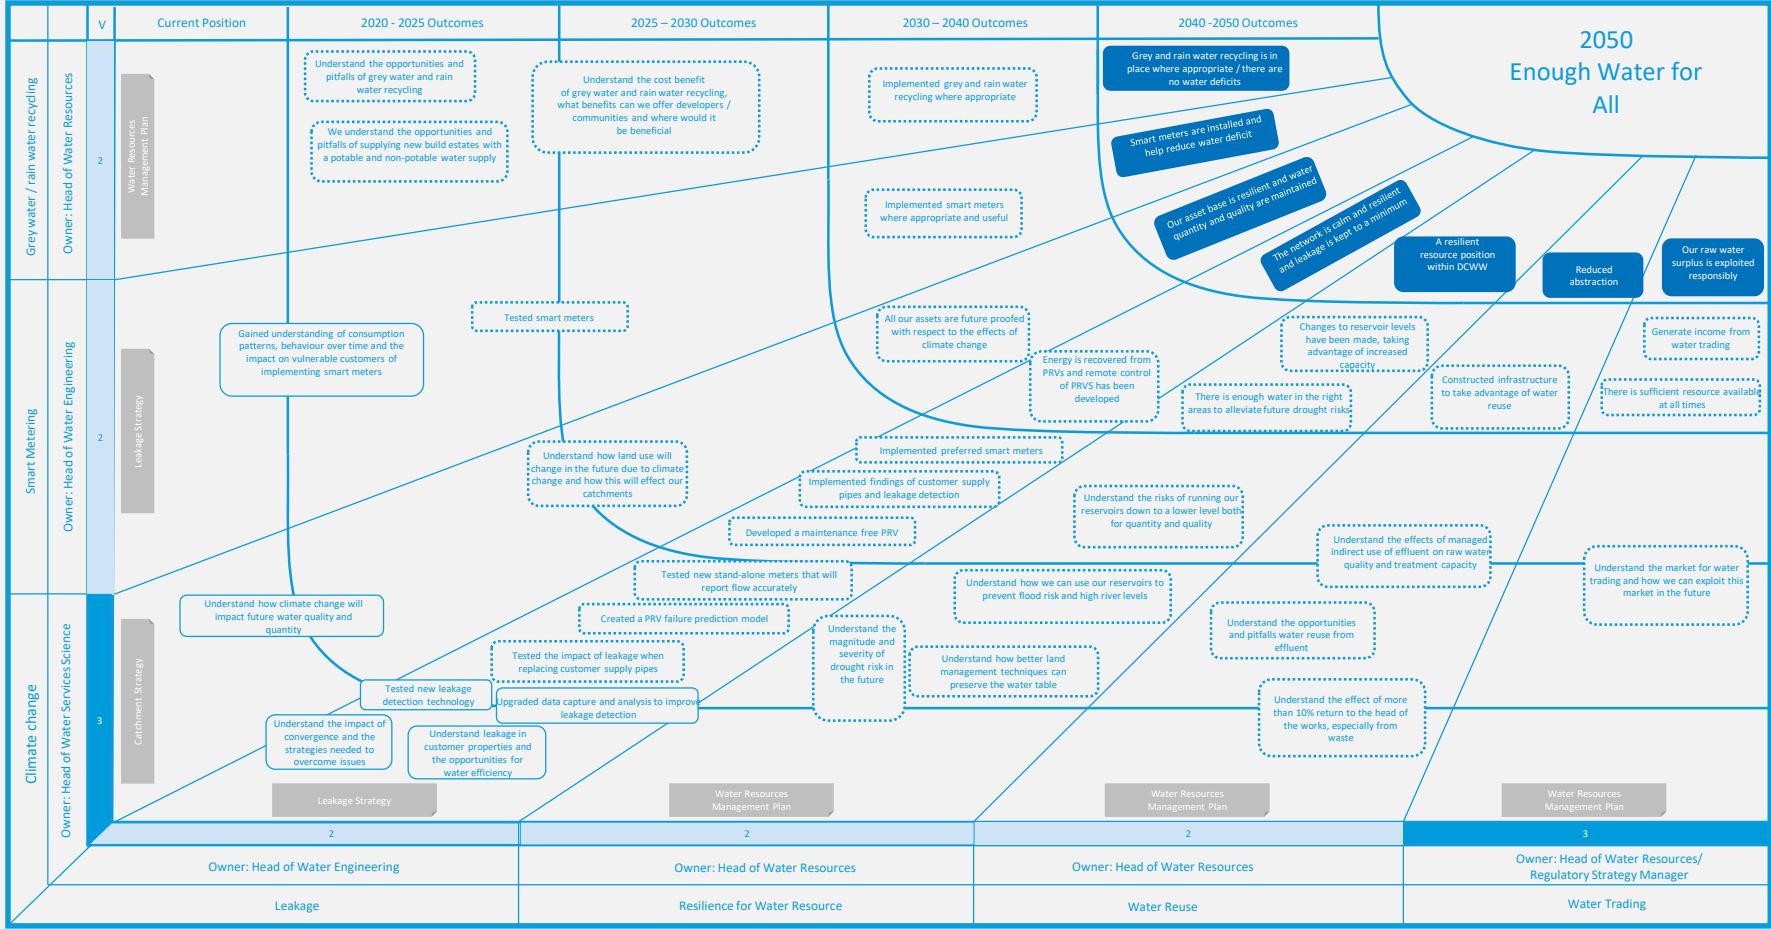 V
Current Position
2020 - 2025 Outcomes
2025 – 2030 Outcomes
2030 – 2040 Outcomes
2040 -2050 Outcomes
2050
Enough Water for
All
Grey water / rain water recycling
Owner: Head of Water Resources
2
Water Resources
Management Plan
Understand the opportunities and
pitfalls of grey water and rain
water recycling
We understand the opportunities and
pitfalls of supplying new build estates with
a potable and non-potable water supply
Understand the cost benefit
of grey water and rain water recycling,
what benefits can we offer developers /
communities and where would it
be beneficial
Implemented grey and rain water
recycling where appropriate
Grey and rain water recycling is in
place where appropriate / there are
no water deficits
Smart meters are installed and
help reduce water deficit
Our asset base is resilient and water
quantity and quality are maintained
The network is calm and resilient
and leakage is kept to a minimum
A resilient
resource position
within DCWW
Reduced
abstraction
Our raw water
surplus is exploited
responsibly
Implemented smart meters
where appropriate and useful
Smart Metering
Owner: Head of Water Engineering
2
Leakage Strategy
Gained understanding of consumption
patterns, behaviour over time and the
impact on vulnerable customers of
implementing smart meters
Tested smart meters
All our assets are future proofed
with respect to the effects of
climate change
Energy is recovered from
PRVs and remote control
of PRVS has been
developed
Changes to reservoir levels
have been made, taking
advantage of increased
capacity
There is enough water in the right
areas to alleviate future drought risks
Constructed infrastructure
to take advantage of water
reuse
Generate income from
water trading
There is sufficient resource available
at all times
Understand how land use will
change in the future due to climate
change and how this will effect our
catchments
Implemented preferred smart meters
Implemented findings of customer supply
pipes and leakage detection
Developed a maintenance free PRV
Understand the risks of running our
reservoirs down to a lower level both
for quantity and quality
Understand the effects of managed
indirect use of effluent on raw water
quality and treatment capacity
Understand the market for water
trading and how we can exploit this
market in the future
Climate change
Owner: Head of Water Services Science
3
Catchment Strategy
Understand how climate change will
impact future water quality and
quantity
Tested new stand-alone meters that will
report flow accurately
Created a PRV failure prediction model
Tested the impact of leakage when
replacing customer supply pipes
Understand the
magnitude and
severity of
drought risk in
the future
Understand how we can use our reservoirs to
prevent flood risk and high river levels
Understand how better land
management techniques can
preserve the water table
Understand the opportunities
and pitfalls water reuse from
effluent
Tested new leakage
detection technology
Upgraded data capture and analysis to improve
leakage detection
Understand the impact of
convergence and the
strategies needed to
overcome issues
Understand leakage in
customer properties and
the opportunities for
water efficiency
Understand the effect of more
than 10% return to the head of
the works, especially from
waste
Leakage Strategy
Water Resources
Management Plan
Water Resources
Management Plan
Water Resources
Management Plan
2
2
2
3
Owner: Head of Water Engineering
Owner: Head of Water Resources
Owner: Head of Water Resources
Owner: Head of Water Resources/
Regulatory Strategy Manager
Leakage
Resilience for Water Resource
Water Reuse
Water Trading